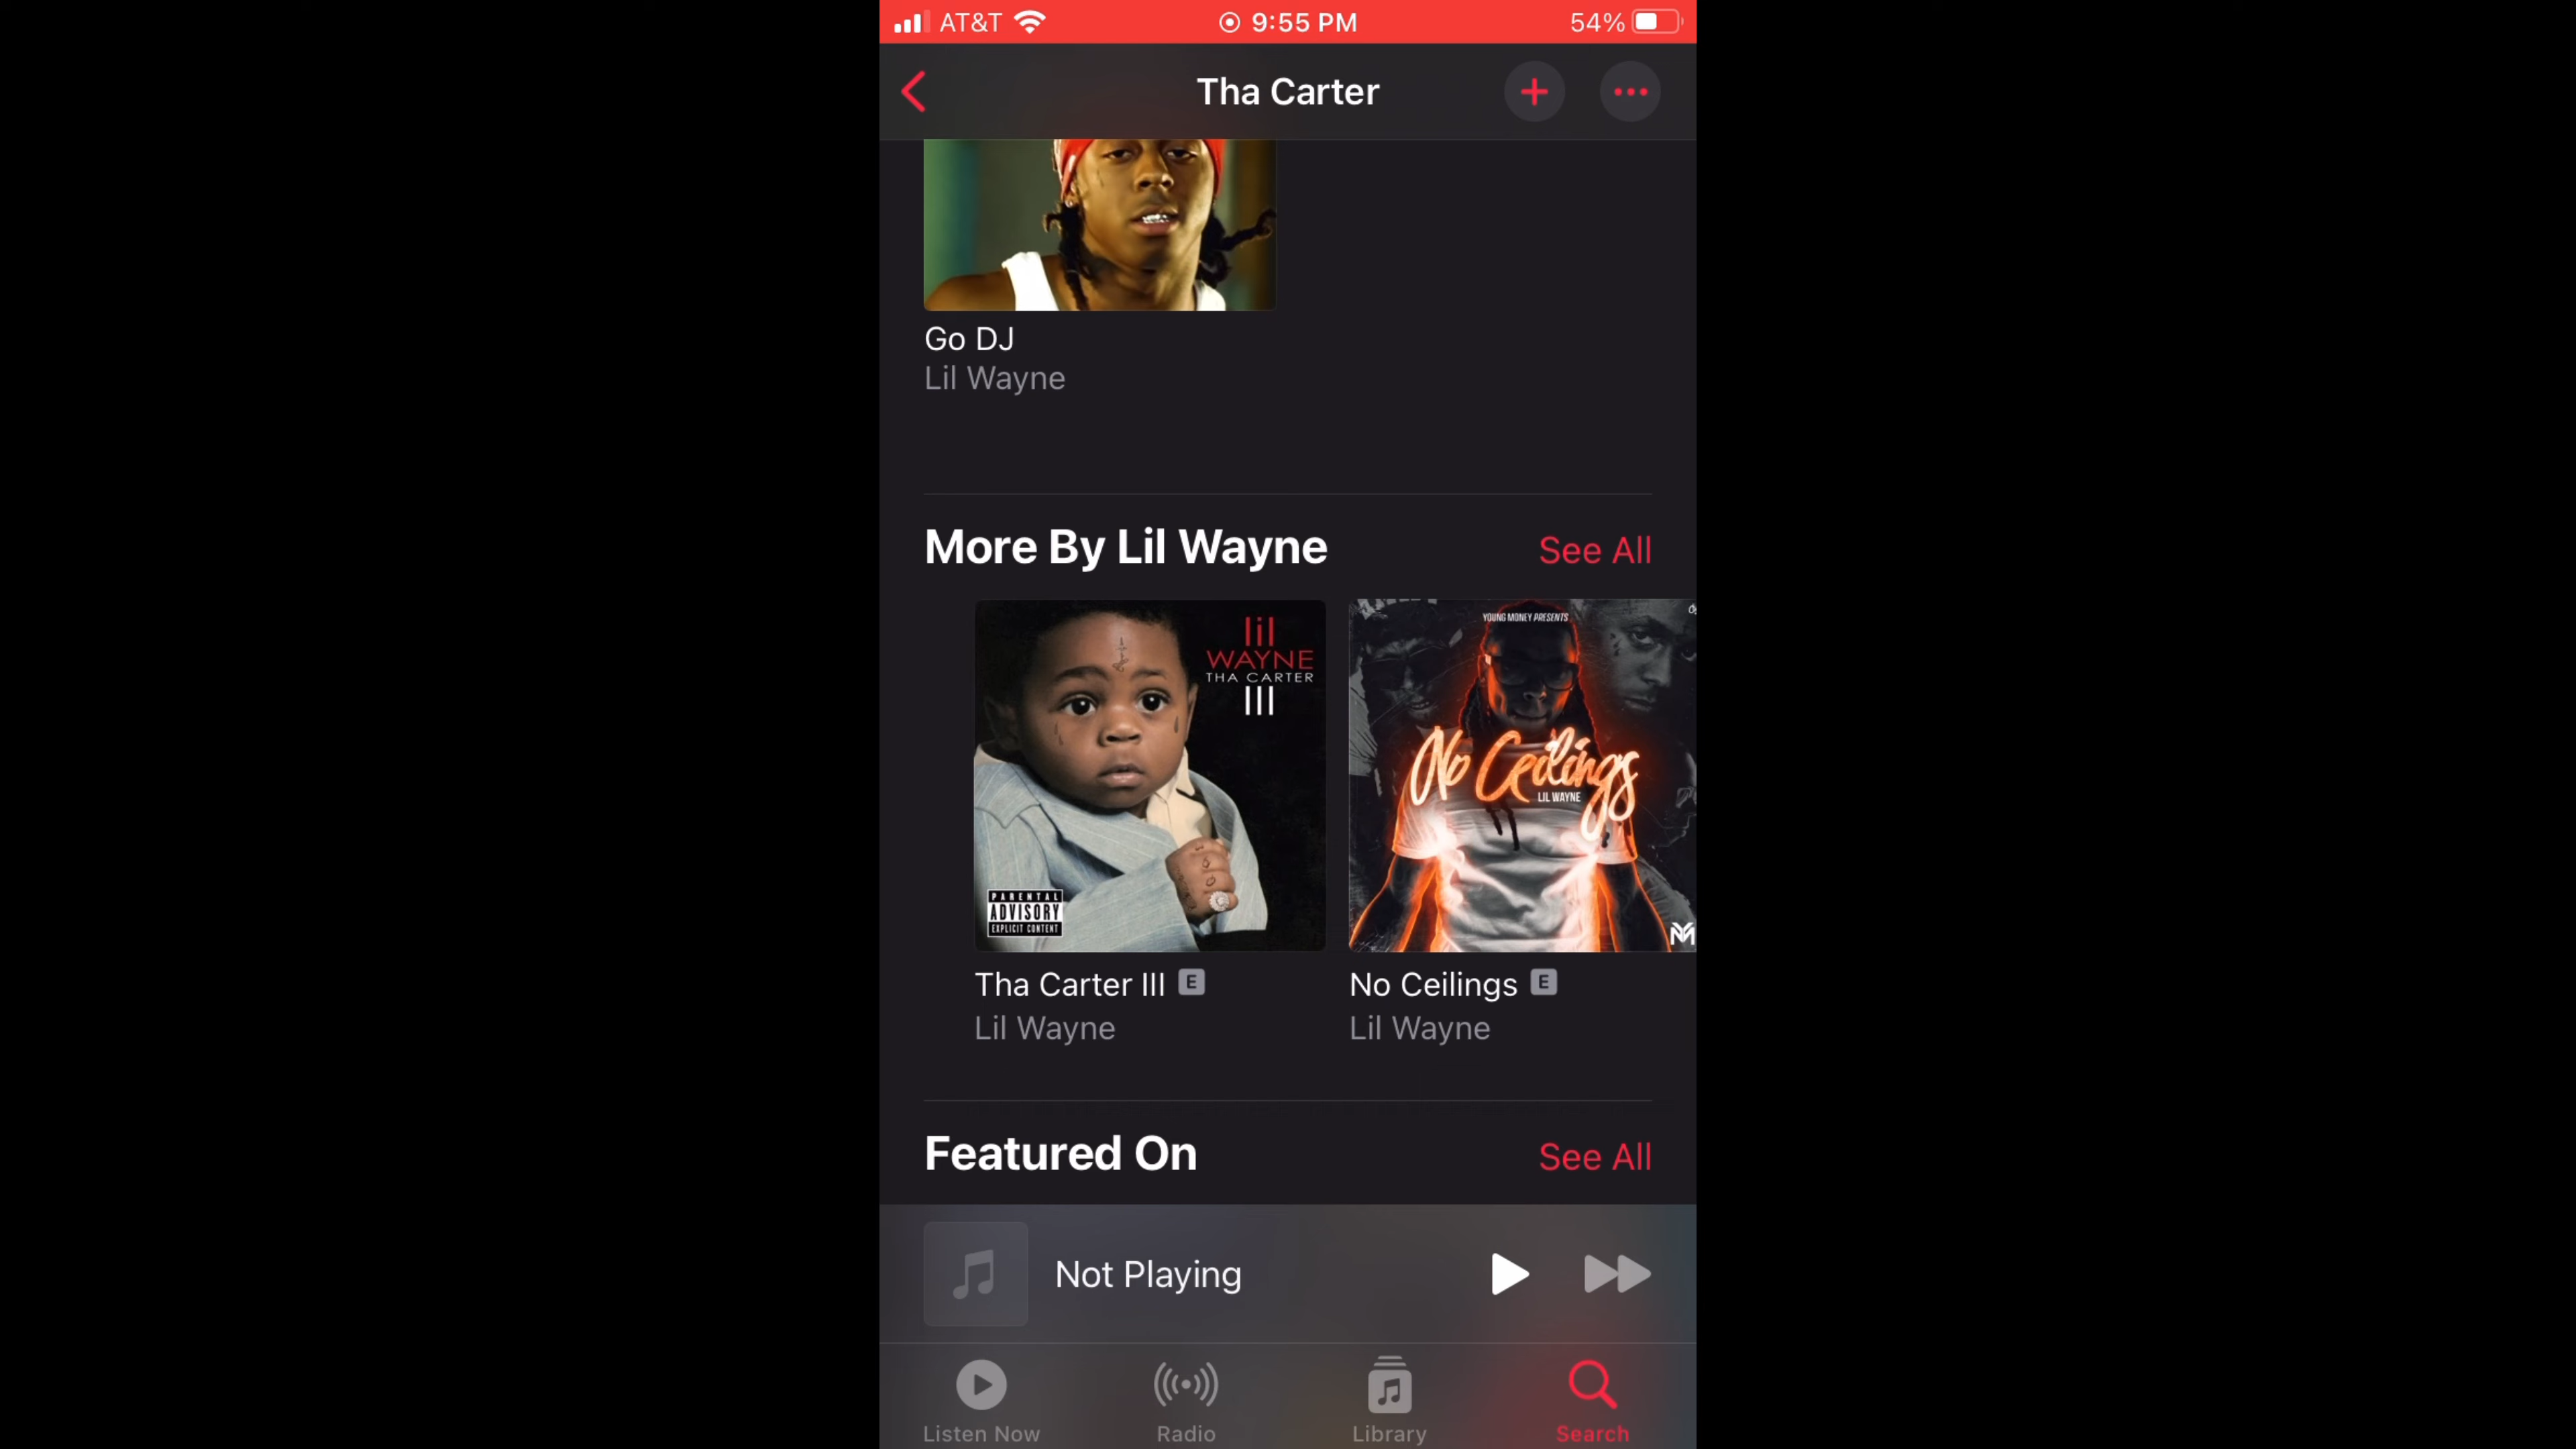 AT&T 9:55 PM 54%
Tha Carter
Go DJ
Lil Wayne
More By Lil Wayne See All
lil
WAYNE
THA CARTER
III
PARENTAL
ADVISORY
EXPLICIT CONTENT
YOUNG MONEY PRESENTS
No Ceilings
LIL WAYNE
YM
Tha Carter III E
Lil Wayne
No Ceilings E
Lil Wayne
Featured On See All
Not Playing
Listen Now Radio Library Search